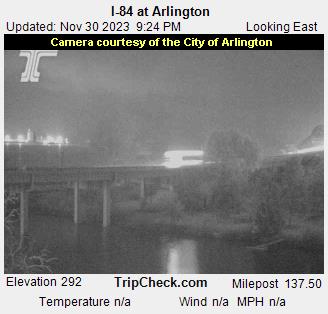 I-84 at Arlington
Updated: Nov 30 2023 9:24 PM Looking East
Camera courtesy of the City of Arlington
Elevation 292 TripCheck.com Milepost 137.50
Temperature n/a Wind n/a MPH n/a